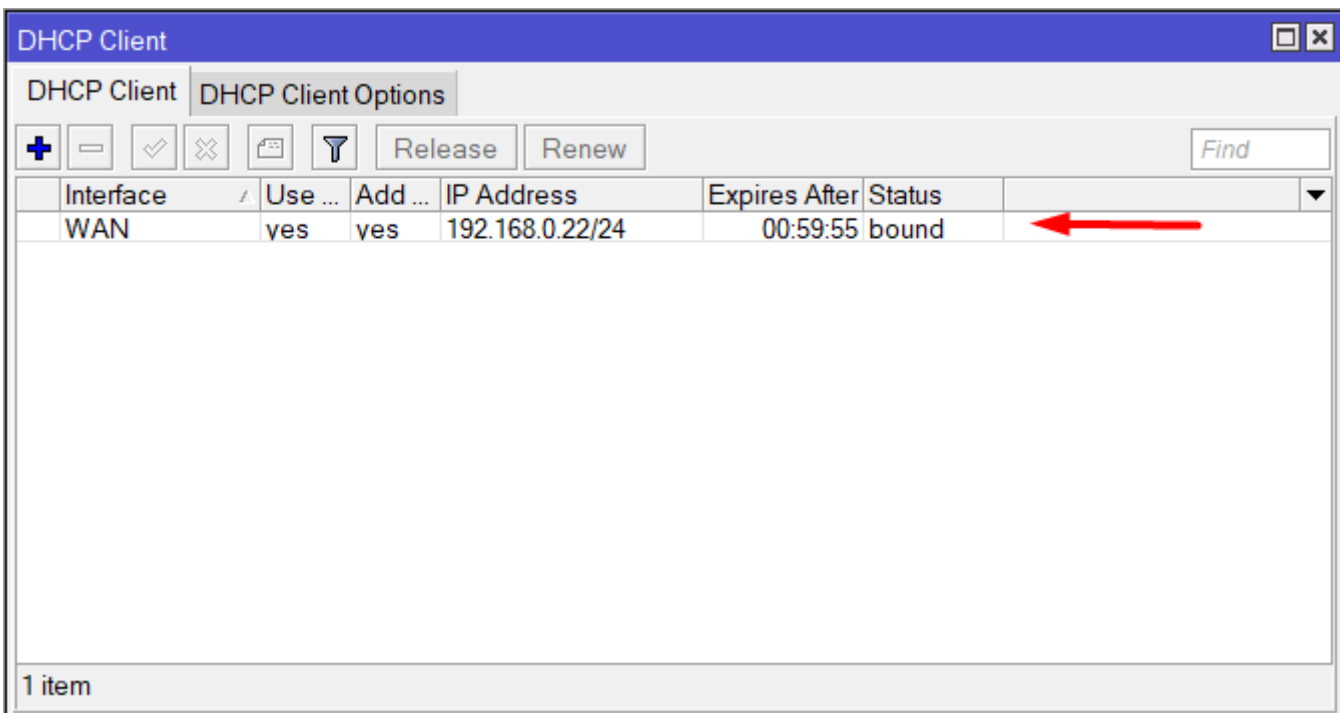 DHCP Client
DHCP Client DHCP Client Options
Release Renew Find
Interface Use ... Add ... IP Address Expires After Status
WAN yes yes 192.168.0.22/24 00:59:55 bound
1 item